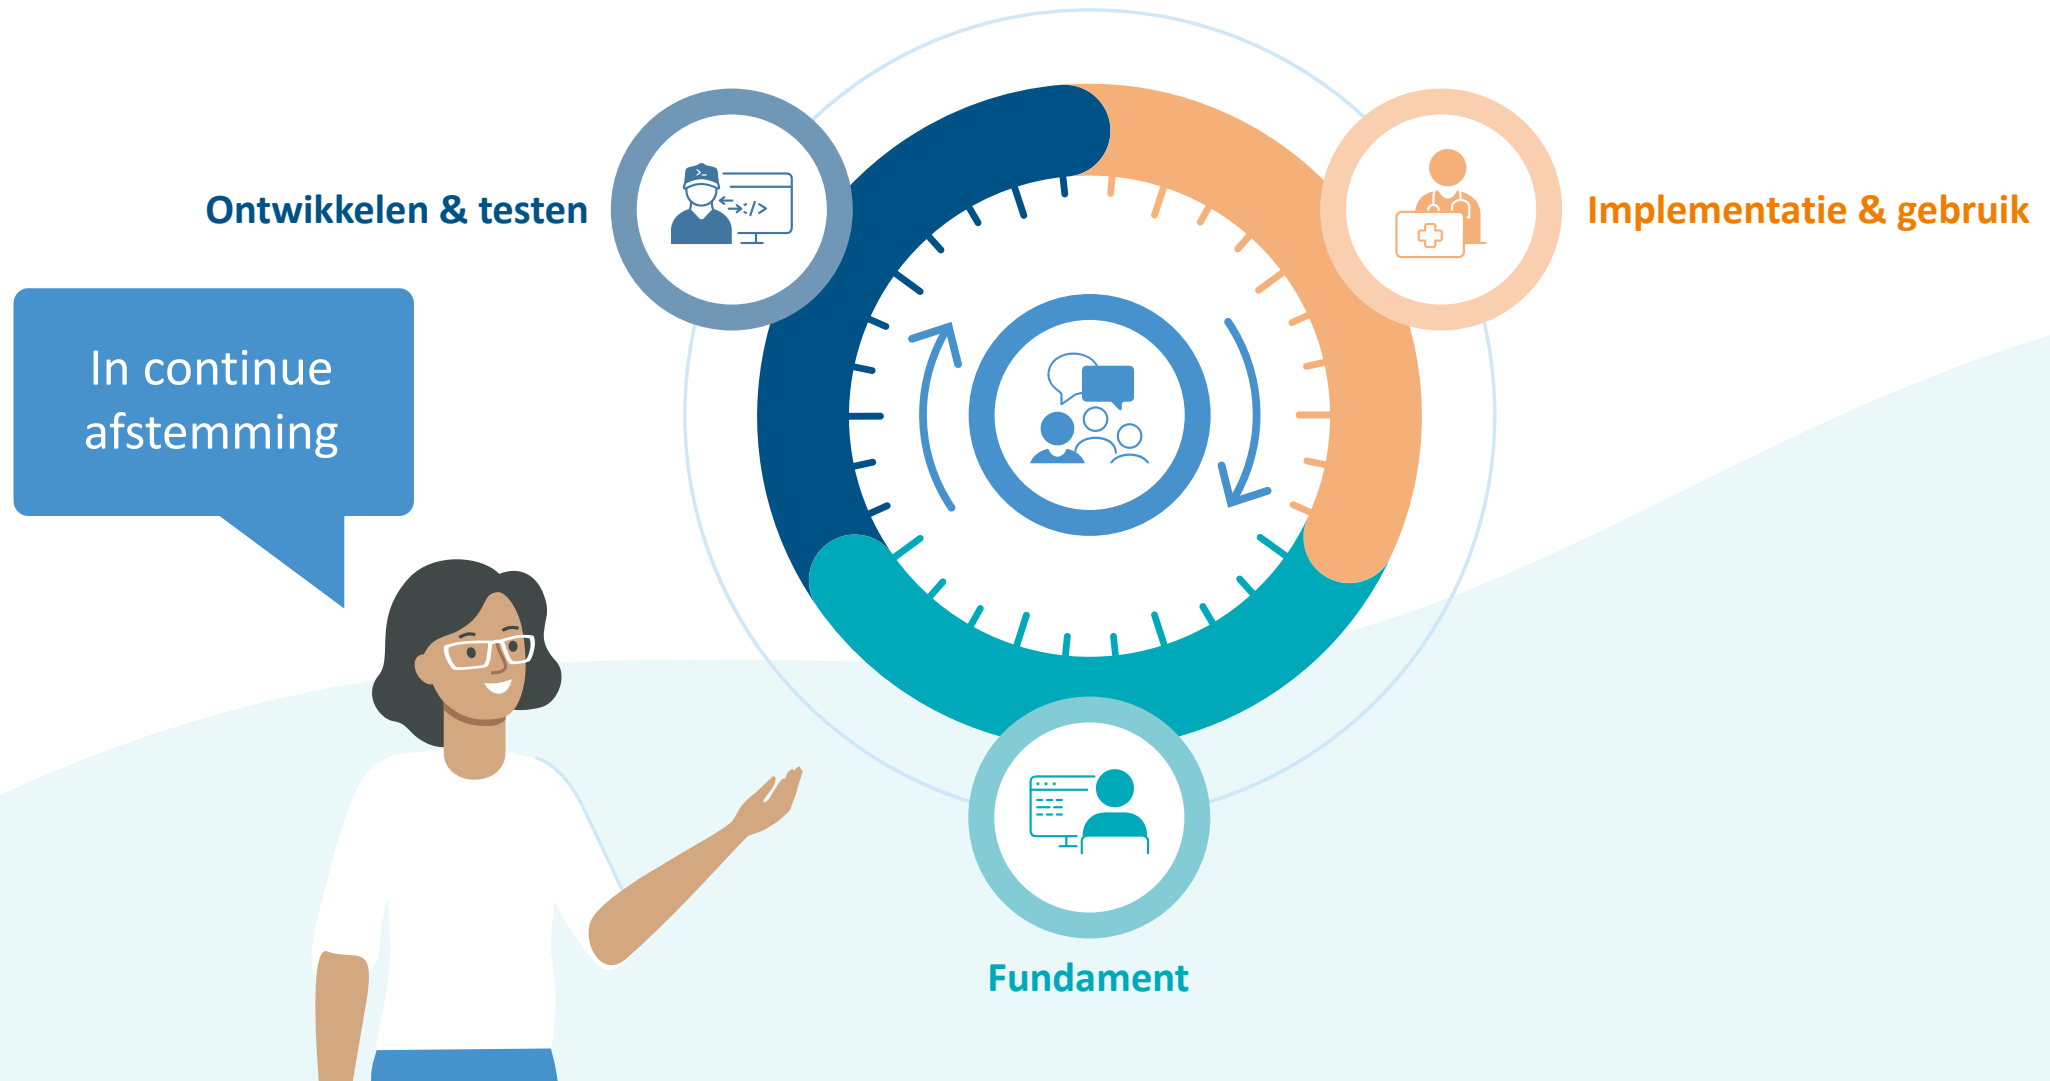 Ontwikkelen & testen
Implementatie & gebruik
In continue
afstemming
Fundament